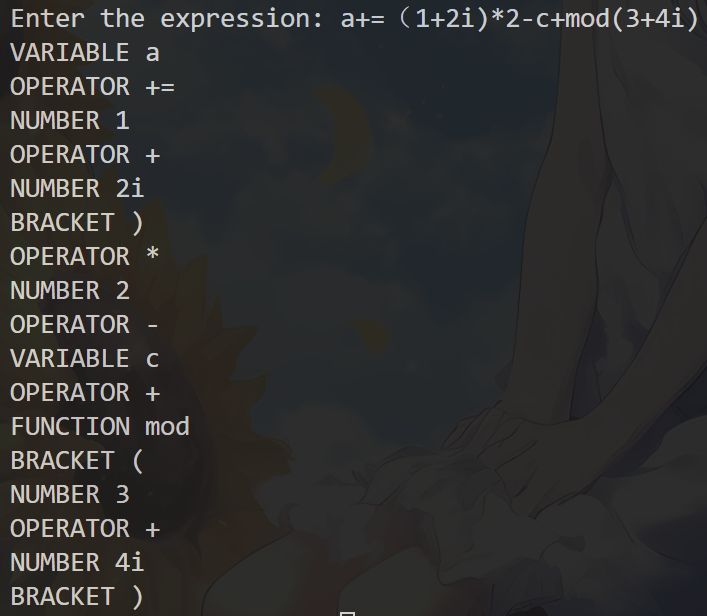 Enter the expression: a+=（1+2i)*2-c+mod(3+4i)
VARIABLE a
OPERATOR +=
NUMBER 1
OPERATOR +
NUMBER 2i
BRACKET )
OPERATOR *
NUMBER 2
OPERATOR -
VARIABLE c
OPERATOR +
FUNCTION mod
BRACKET (
NUMBER 3
OPERATOR +
NUMBER 4i
BRACKET )